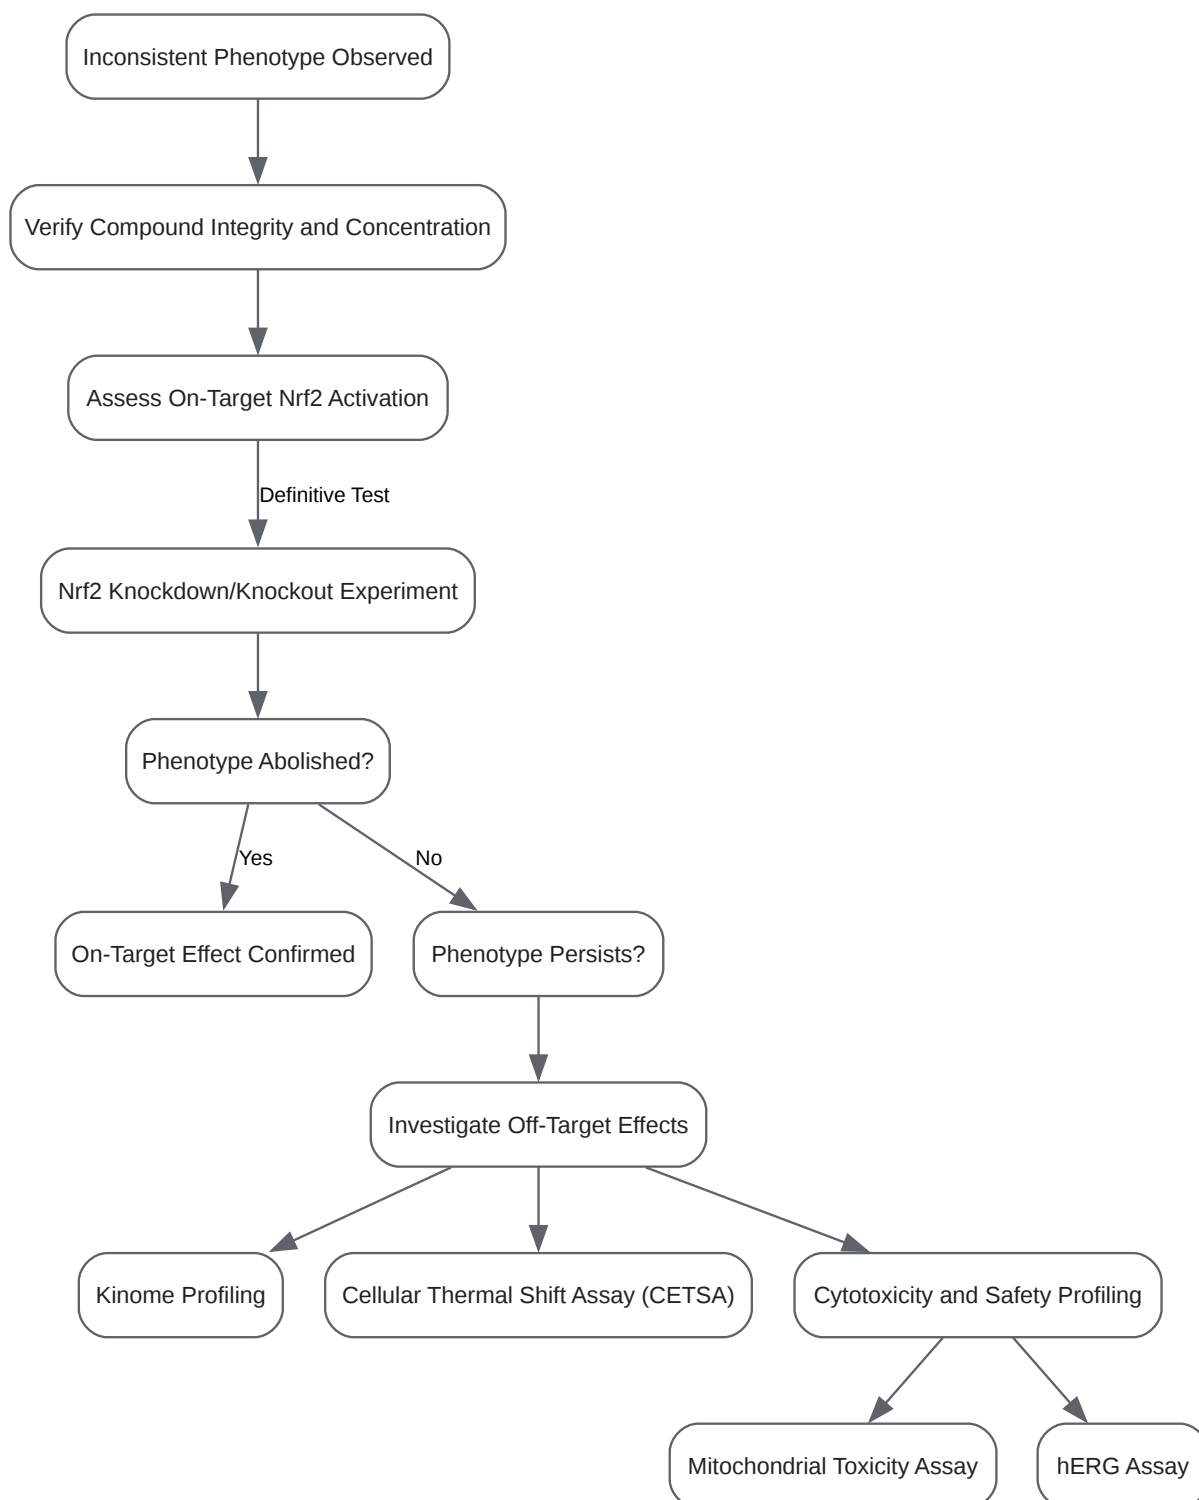 Inconsistent Phenotype Observed
Verify Compound Integrity and Concentration
Assess On-Target Nrf2 Activation
Definitive Test
Nrf2 Knockdown/Knockout Experiment
Phenotype Abolished?
Yes
No
On-Target Effect Confirmed
Phenotype Persists?
Investigate Off-Target Effects
Kinome Profiling
Cellular Thermal Shift Assay (CETSA)
Cytotoxicity and Safety Profiling
Mitochondrial Toxicity Assay
hERG Assay